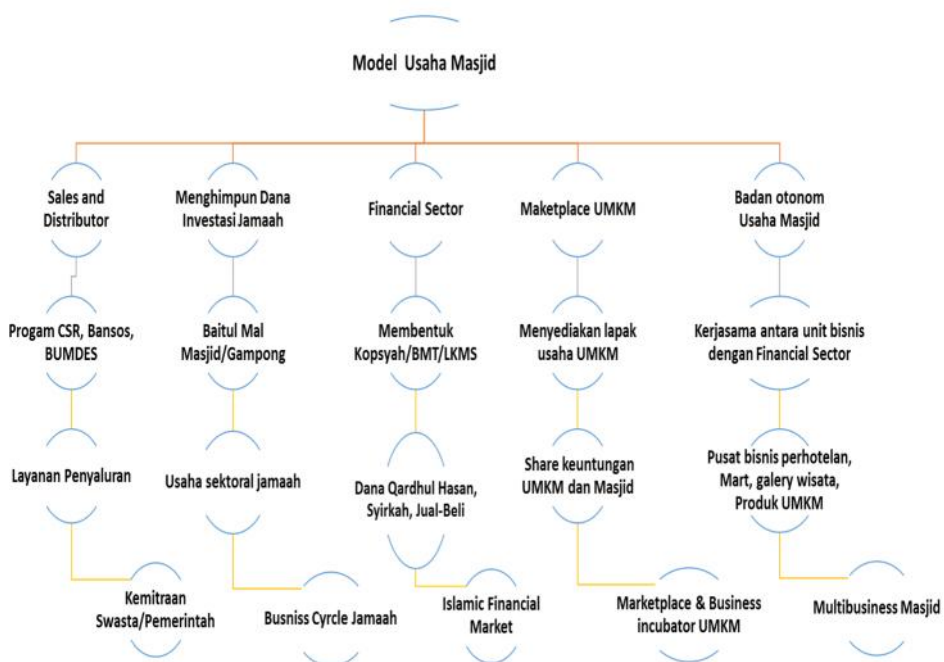 Model Usaha Masjid
Sales and
Distributor
Menghimpun Dana
Investasi Jamaah
Financial Sector
Maketplace UMKM
Badan otonom
Usaha Masjid
Progam CSR, Bansos,
BUMDES
Baitul Mal
Masjid/Gampong
Membentuk
Kopsyah/BMT/LKMS
Menyediakan lapak
usaha UMKM
Kerjasama antara unit bisnis
dengan Financial Sector
Layanan Penyaluran
Usaha sektoral jamaah
Dana Qardhul Hasan,
Syirkah, Jual-Beli
Share keuntungan
UMKM dan Masjid
Pusat bisnis perhotelan,
Mart, galery wisata,
Produk UMKM
Kemitraan
Swasta/Pemerintah
Busniss Cyrcle Jamaah
Islamic Financial
Market
Marketplace & Business
incubator UMKM
Multibusiness Masjid